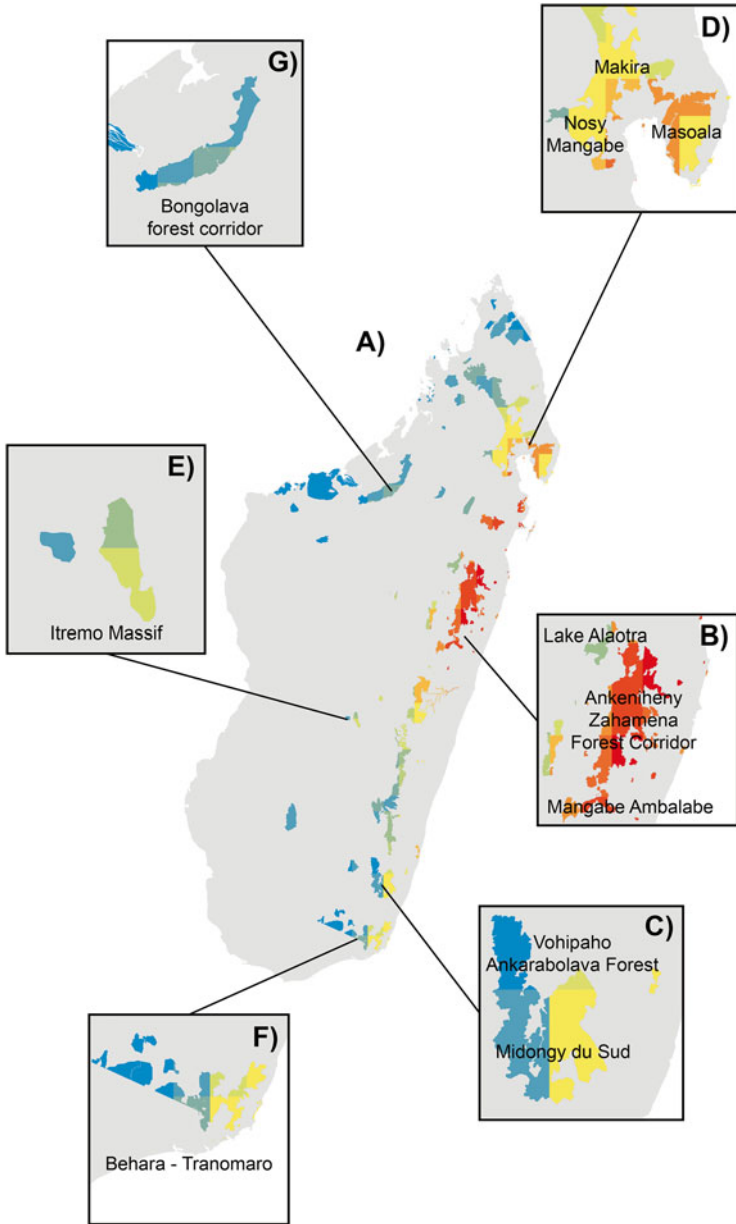 G)
Bongolava
forest corridor
D)
Makira
Nosy
Mangabe
Masoala
A)
E)
Itremo Massif
B)
Lake Alaotra
Ankeniheny
Zahamena
Forest Corridor
Mangabe Ambalabe
C)
Vohipaho
Ankarabolava Forest
Midongy du Sud
F)
Behara - Tranomaro